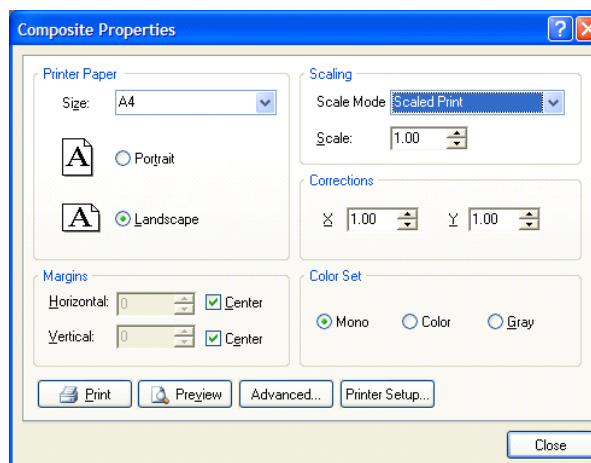 Composite Properties
Printer Paper
Size: A4
A Portrait
A Landscape
Scaling
Scale Mode Scaled Print
Scale: 1.00
Corrections
X 1.00 Y 1.00
Margins
Horizontal: 0 Center
Vertical: 0 Center
Color Set
Mono Color Gray
Print Preview Advanced... Printer Setup...
Close